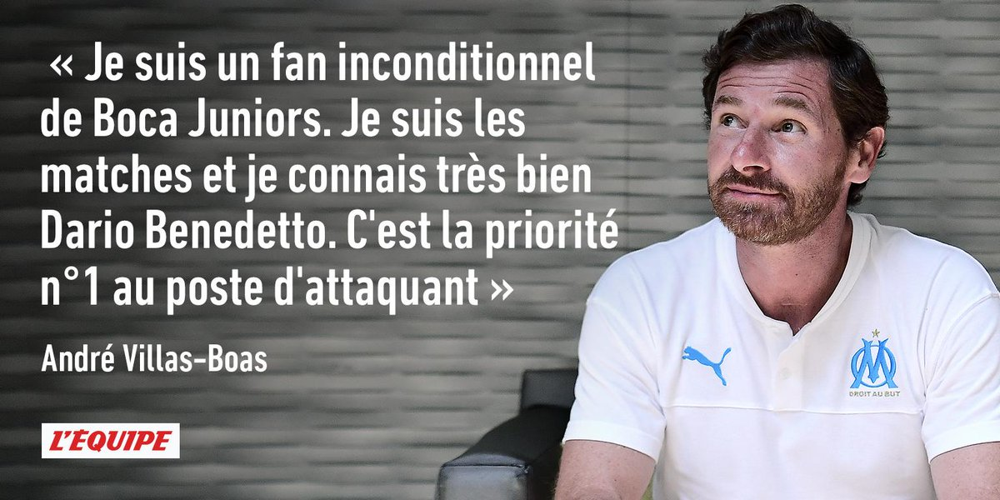 « Je suis un fan inconditionnel
de Boca Juniors. Je suis les
matches et je connais très bien
Dario Benedetto. C'est la priorité
n°1 au poste d'attaquant »
André Villas-Boas
L'ÉQUIPE
DROIT AU BUT